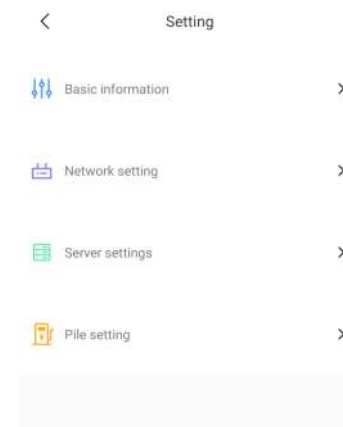 Setting
Basic information
Network setting
Server settings
Pile setting